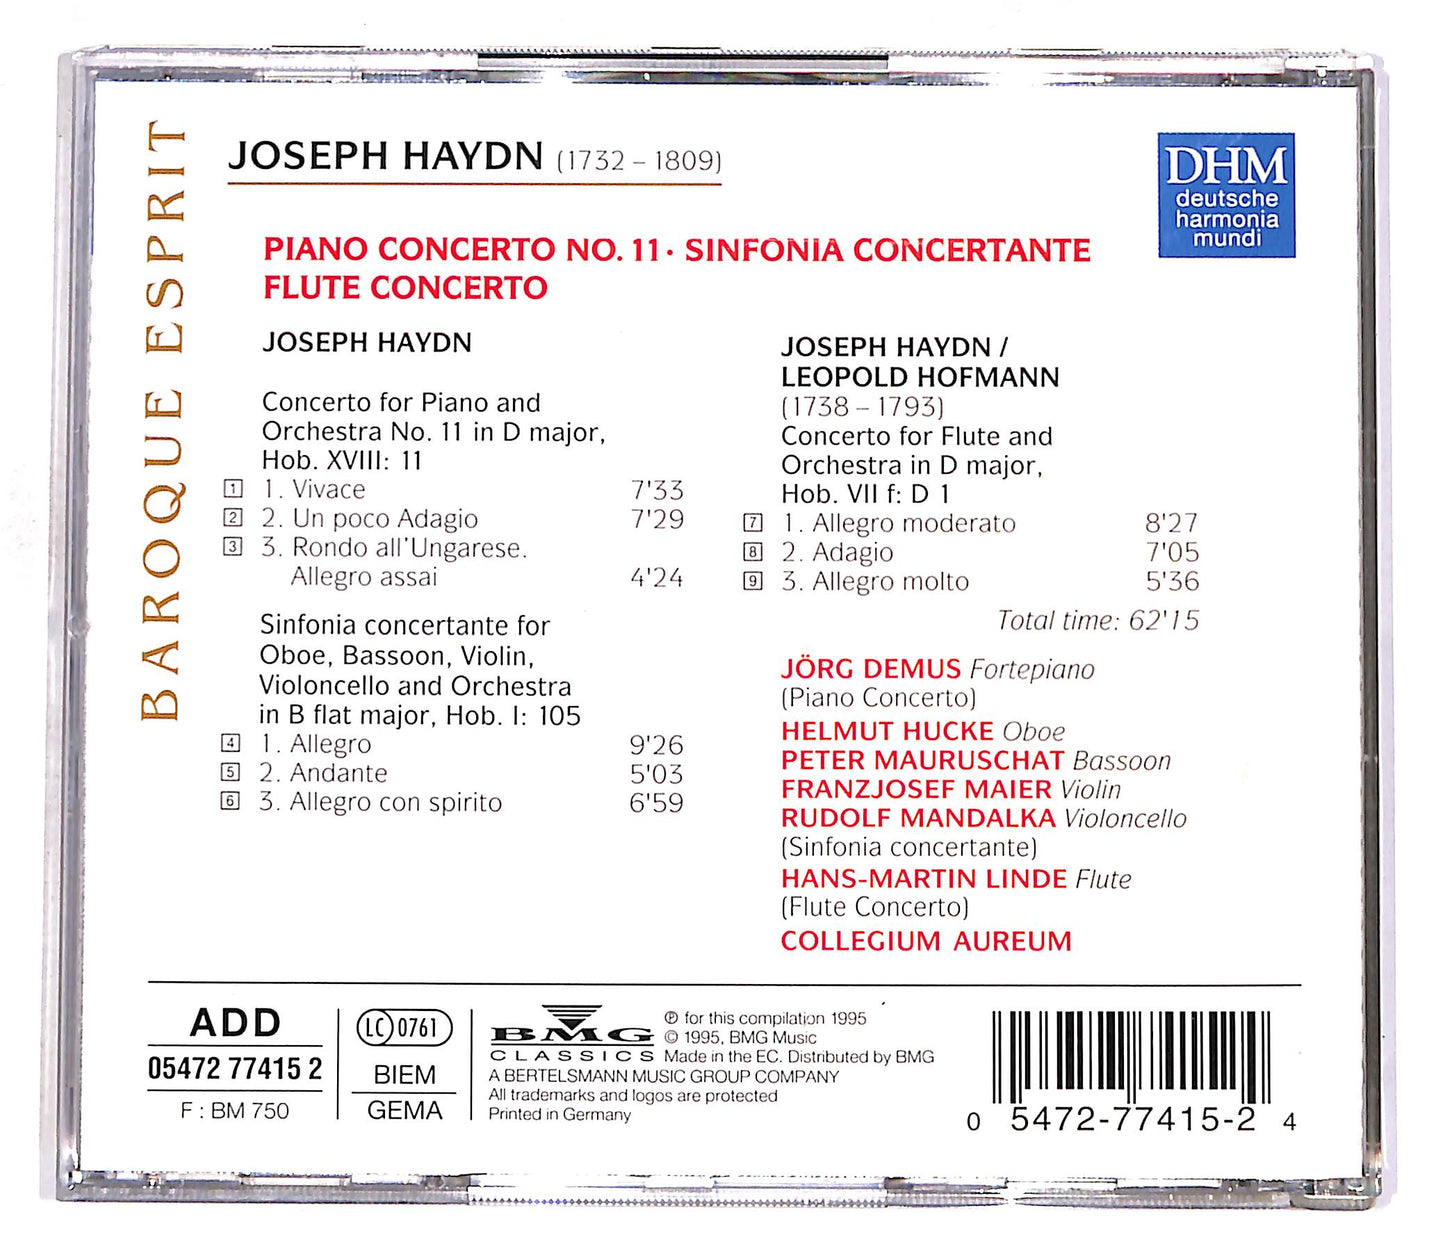 BAROQUE ESPRIT
JOSEPH HAYDN (1732 – 1809)
DHM
deutsche
harmonia
mundi
PIANO CONCERTO NO. 11 · SINFONIA CONCERTANTE
FLUTE CONCERTO
JOSEPH HAYDN
Concerto for Piano and
Orchestra No. 11 in D major,
Hob. XVIII: 11
1 1. Vivace 7'33
2 2. Un poco Adagio 7'29
3 3. Rondo all'Ungarese.
Allegro assai 4'24
Sinfonia concertante for
Oboe, Bassoon, Violin,
Violoncello and Orchestra
in B flat major, Hob. I: 105
4 1. Allegro 9'26
5 2. Andante 5'03
6 3. Allegro con spirito 6'59
JOSEPH HAYDN /
LEOPOLD HOFMANN
(1738 – 1793)
Concerto for Flute and
Orchestra in D major,
Hob. VII f: D 1
7 1. Allegro moderato 8'27
8 2. Adagio 7'05
9 3. Allegro molto 5'36
Total time: 62'15
JÖRG DEMUS Fortepiano
(Piano Concerto)
HELMUT HUCKE Oboe
PETER MAURUSCHAT Bassoon
FRANZJOSEF MAIER Violin
RUDOLF MANDALKA Violoncello
(Sinfonia concertante)
HANS-MARTIN LINDE Flute
(Flute Concerto)
COLLEGIUM AUREUM
ADD
05472 77415 2
F : BM 750
LC 0761
BIEM
GEMA
BMG
CLASSICS
℗ for this compilation 1995
© 1995, BMG Music
Made in the EC. Distributed by BMG
A BERTELSMANN MUSIC GROUP COMPANY
All trademarks and logos are protected
Printed in Germany
0 5472-77415-2 4